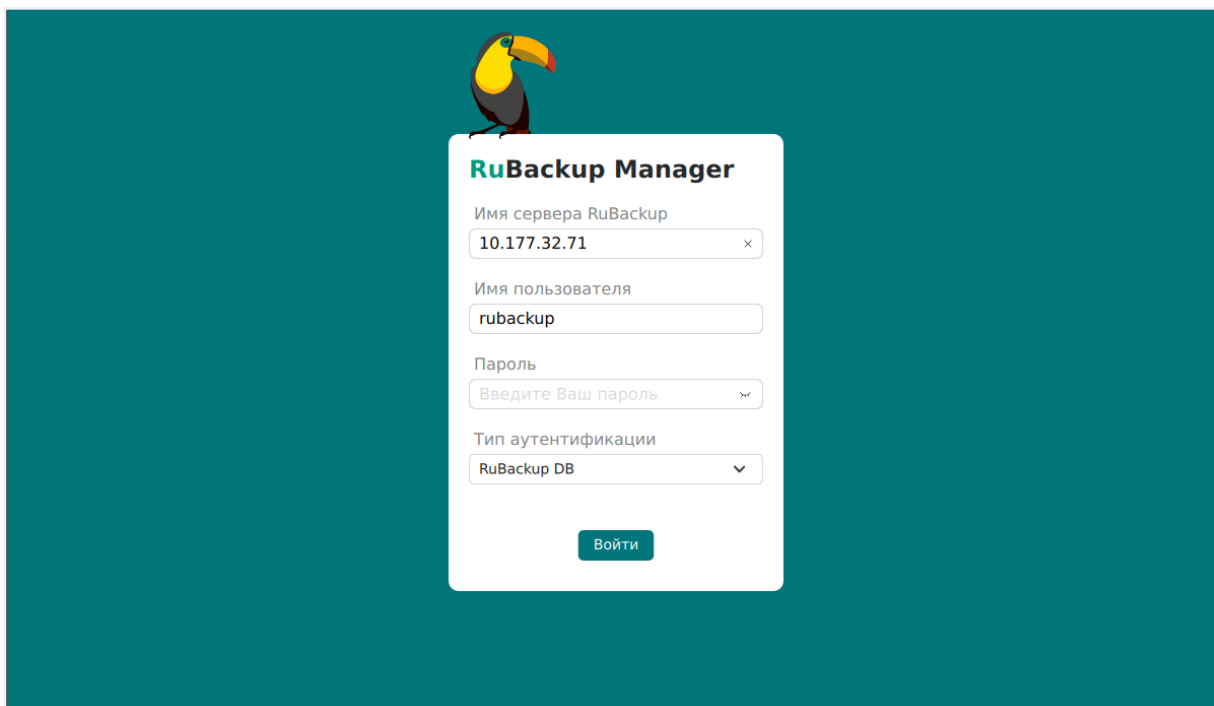 RuBackup Manager
Имя сервера RuBackup
10.177.32.71
Имя пользователя
rubackup
Пароль
Введите Ваш пароль
Тип аутентификации
RuBackup DB
Войти